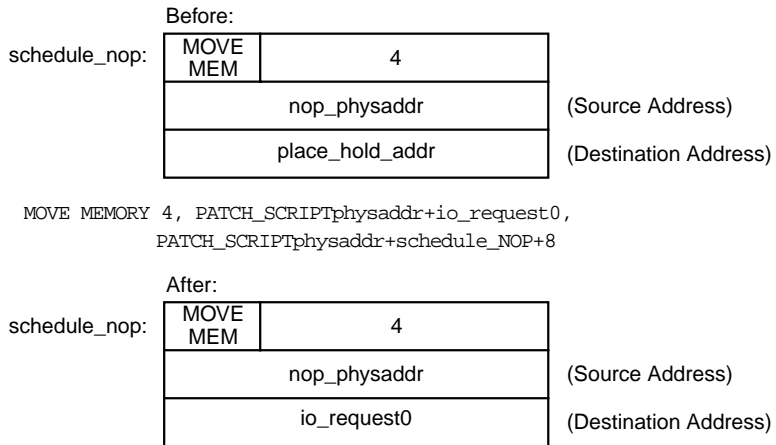 Before:
schedule_nop: MOVE MEM 4
nop_physaddr (Source Address)
place_hold_addr (Destination Address)
MOVE MEMORY 4, PATCH_SCRIPTphysaddr+io_request0,
PATCH_SCRIPTphysaddr+schedule_NOP+8
After:
schedule_nop: MOVE MEM 4
nop_physaddr (Source Address)
io_request0 (Destination Address)